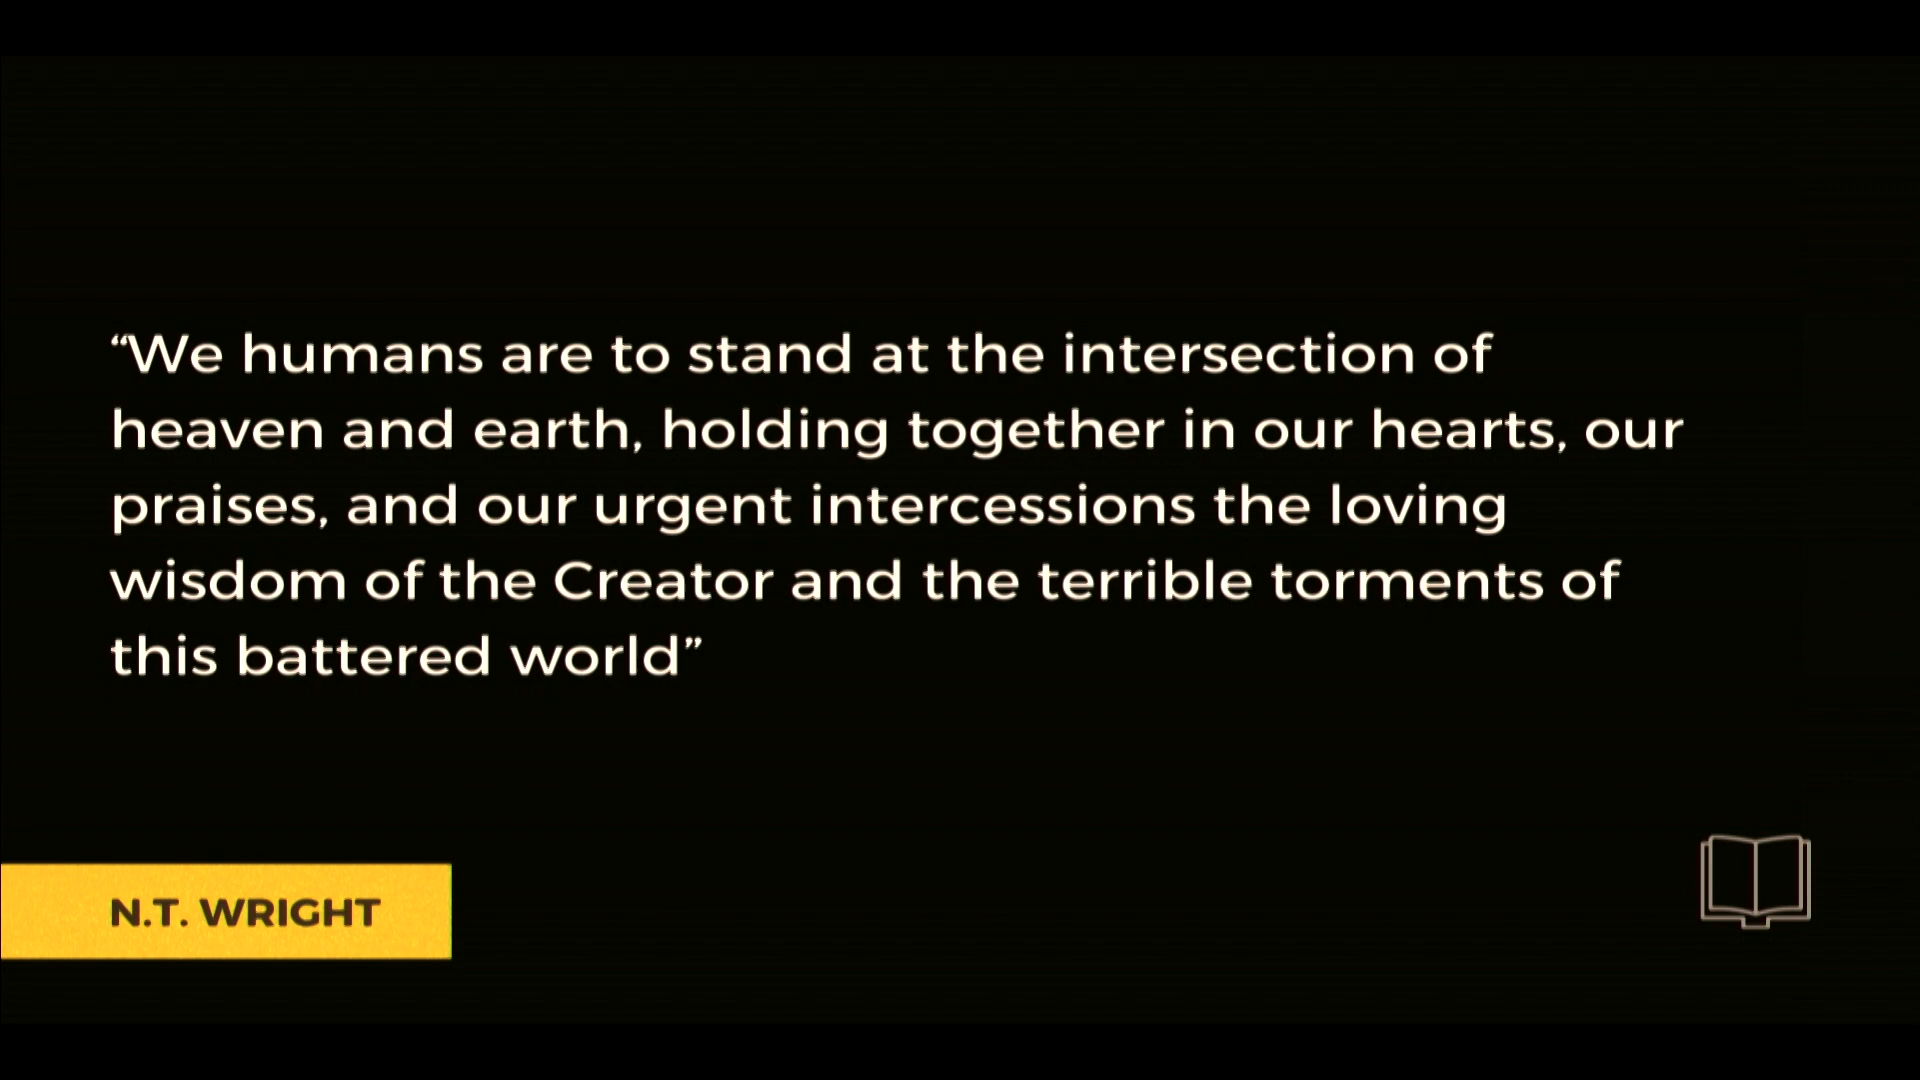 “We humans are to stand at the intersection of
heaven and earth, holding together in our hearts, our
praises, and our urgent intercessions the loving
wisdom of the Creator and the terrible torments of
this battered world”
N.T. WRIGHT